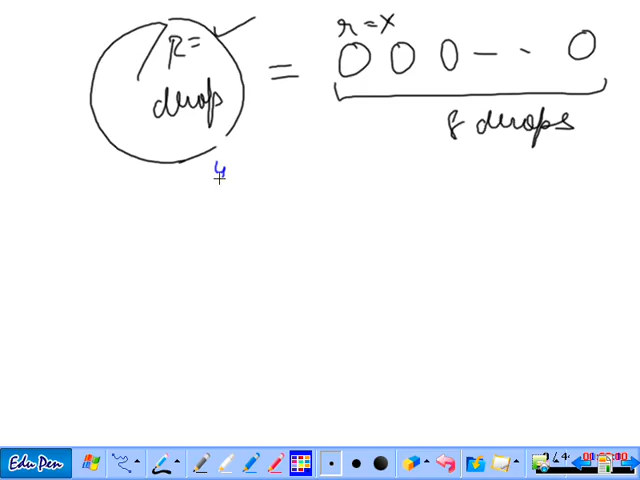 r=x
R=
drop
=
8 drops
4
Edu Pen